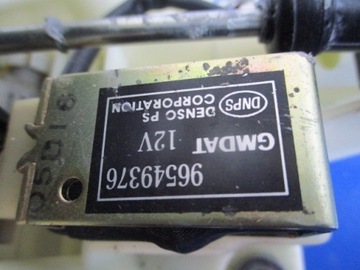 96549376
GMDAT
12V
DENSO PS
CORPORATION
DNPS